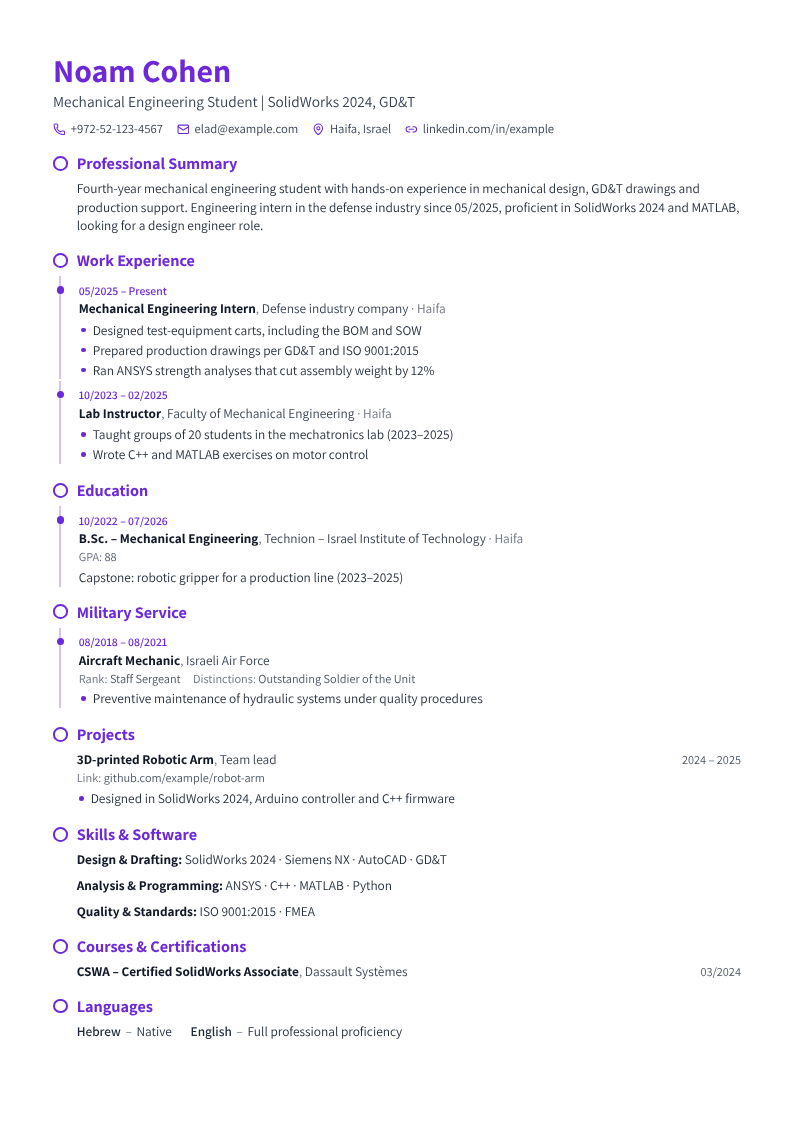 Noam Cohen
Mechanical Engineering Student | SolidWorks 2024, GD&T
+972-52-123-4567 elad@example.com Haifa, Israel linkedin.com/in/example
Professional Summary
Fourth-year mechanical engineering student with hands-on experience in mechanical design, GD&T drawings and
production support. Engineering intern in the defense industry since 05/2025, proficient in SolidWorks 2024 and MATLAB,
looking for a design engineer role.
Work Experience
05/2025 – Present
Mechanical Engineering Intern, Defense industry company · Haifa
• Designed test-equipment carts, including the BOM and SOW
• Prepared production drawings per GD&T and ISO 9001:2015
• Ran ANSYS strength analyses that cut assembly weight by 12%
10/2023 – 02/2025
Lab Instructor, Faculty of Mechanical Engineering · Haifa
• Taught groups of 20 students in the mechatronics lab (2023–2025)
• Wrote C++ and MATLAB exercises on motor control
Education
10/2022 – 07/2026
B.Sc. – Mechanical Engineering, Technion – Israel Institute of Technology · Haifa
GPA: 88
Capstone: robotic gripper for a production line (2023–2025)
Military Service
08/2018 – 08/2021
Aircraft Mechanic, Israeli Air Force
Rank: Staff Sergeant Distinctions: Outstanding Soldier of the Unit
• Preventive maintenance of hydraulic systems under quality procedures
Projects
3D-printed Robotic Arm, Team lead 2024 – 2025
Link: github.com/example/robot-arm
• Designed in SolidWorks 2024, Arduino controller and C++ firmware
Skills & Software
Design & Drafting: SolidWorks 2024 · Siemens NX · AutoCAD · GD&T
Analysis & Programming: ANSYS · C++ · MATLAB · Python
Quality & Standards: ISO 9001:2015 · FMEA
Courses & Certifications
CSWA – Certified SolidWorks Associate, Dassault Systèmes 03/2024
Languages
Hebrew – Native English – Full professional proficiency